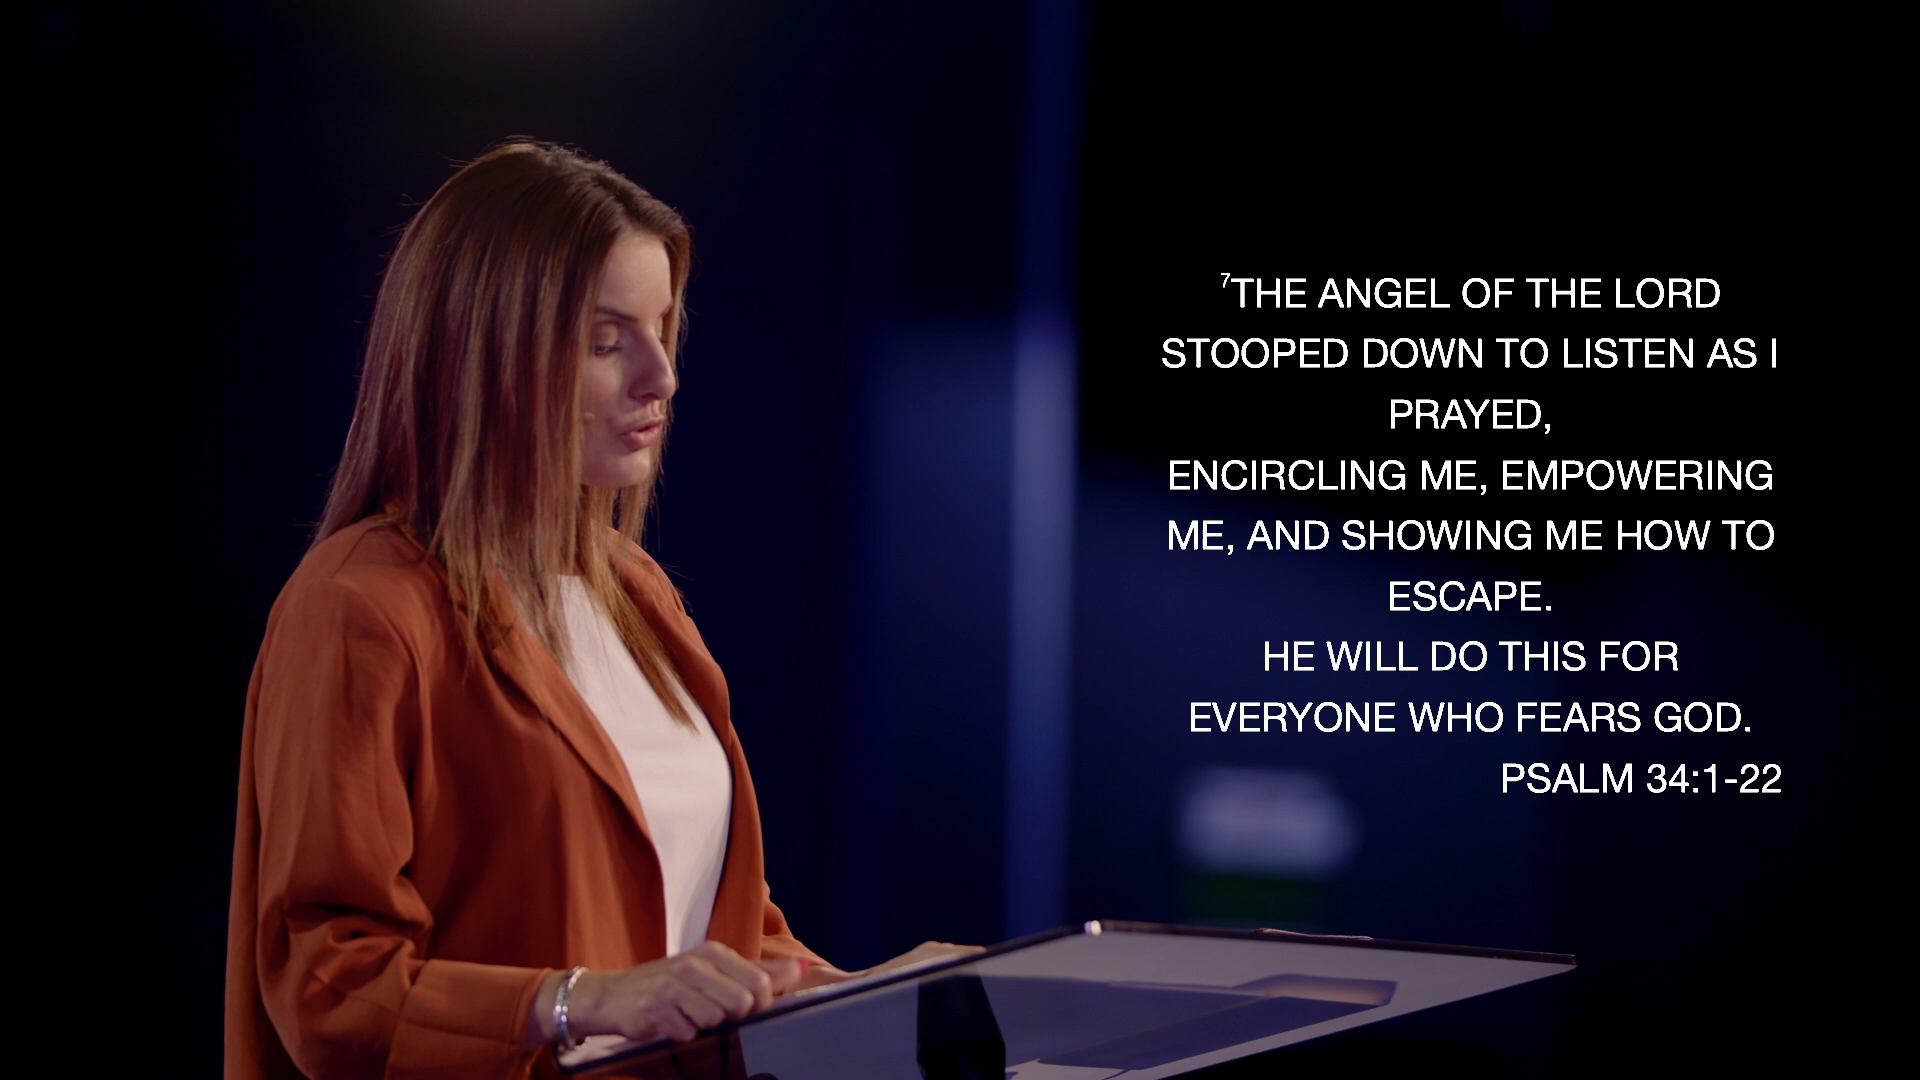 ⁷THE ANGEL OF THE LORD
STOOPED DOWN TO LISTEN AS I
PRAYED,
ENCIRCLING ME, EMPOWERING
ME, AND SHOWING ME HOW TO
ESCAPE.
HE WILL DO THIS FOR
EVERYONE WHO FEARS GOD.
PSALM 34:1-22